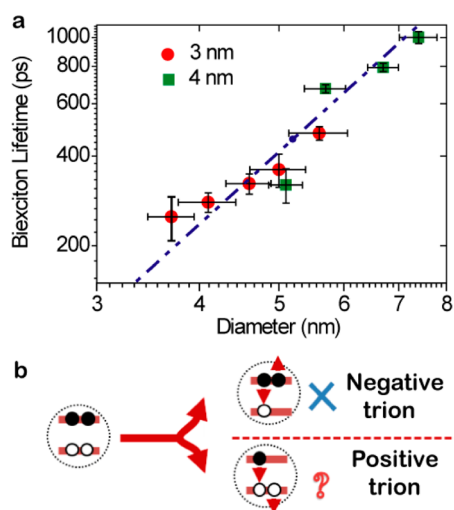 a
1000
800
600
400
200
Biexciton Lifetime (ps)
3 nm
4 nm
3 4 5 6 7 8
Diameter (nm)
b
Negative
trion
Positive
trion
?